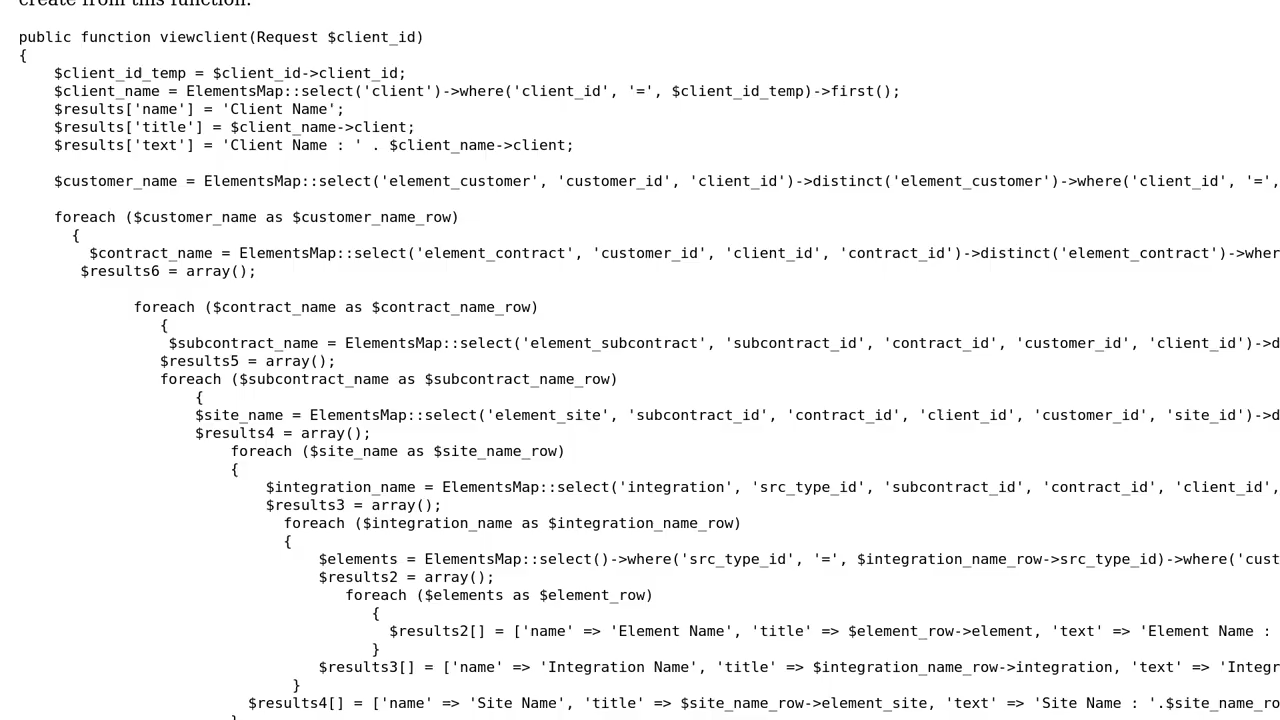 create from this function.
public function viewclient(Request $client_id)
{
    $client_id_temp = $client_id->client_id;
    $client_name = ElementsMap::select('client')->where('client_id', '=', $client_id_temp)->first();
    $results['name'] = 'Client Name';
    $results['title'] = $client_name->client;
    $results['text'] = 'Client Name : ' . $client_name->client;
    $customer_name = ElementsMap::select('element_customer', 'customer_id', 'client_id')->distinct('element_customer')->where('client_id', '=',
    foreach ($customer_name as $customer_name_row)
      {
        $contract_name = ElementsMap::select('element_contract', 'customer_id', 'client_id', 'contract_id')->distinct('element_contract')->wher
       $results6 = array();
             foreach ($contract_name as $contract_name_row)
                {
                 $subcontract_name = ElementsMap::select('element_subcontract', 'subcontract_id', 'contract_id', 'customer_id', 'client_id')->d
                $results5 = array();
                foreach ($subcontract_name as $subcontract_name_row)
                    {
                    $site_name = ElementsMap::select('element_site', 'subcontract_id', 'contract_id', 'client_id', 'customer_id', 'site_id')->d
                    $results4 = array();
                        foreach ($site_name as $site_name_row)
                        {
                            $integration_name = ElementsMap::select('integration', 'src_type_id', 'subcontract_id', 'contract_id', 'client_id',
                            $results3 = array();
                              foreach ($integration_name as $integration_name_row)
                              {
                                  $elements = ElementsMap::select()->where('src_type_id', '=', $integration_name_row->src_type_id)->where('cust
                                  $results2 = array();
                                     foreach ($elements as $element_row)
                                        {
                                          $results2[] = ['name' => 'Element Name', 'title' => $element_row->element, 'text' => 'Element Name :
                                        }
                                  $results3[] = ['name' => 'Integration Name', 'title' => $integration_name_row->integration, 'text' => 'Integr
                               }
                          $results4[] = ['name' => 'Site Name', 'title' => $site_name_row->element_site, 'text' => 'Site Name : '.$site_name_ro
                        }